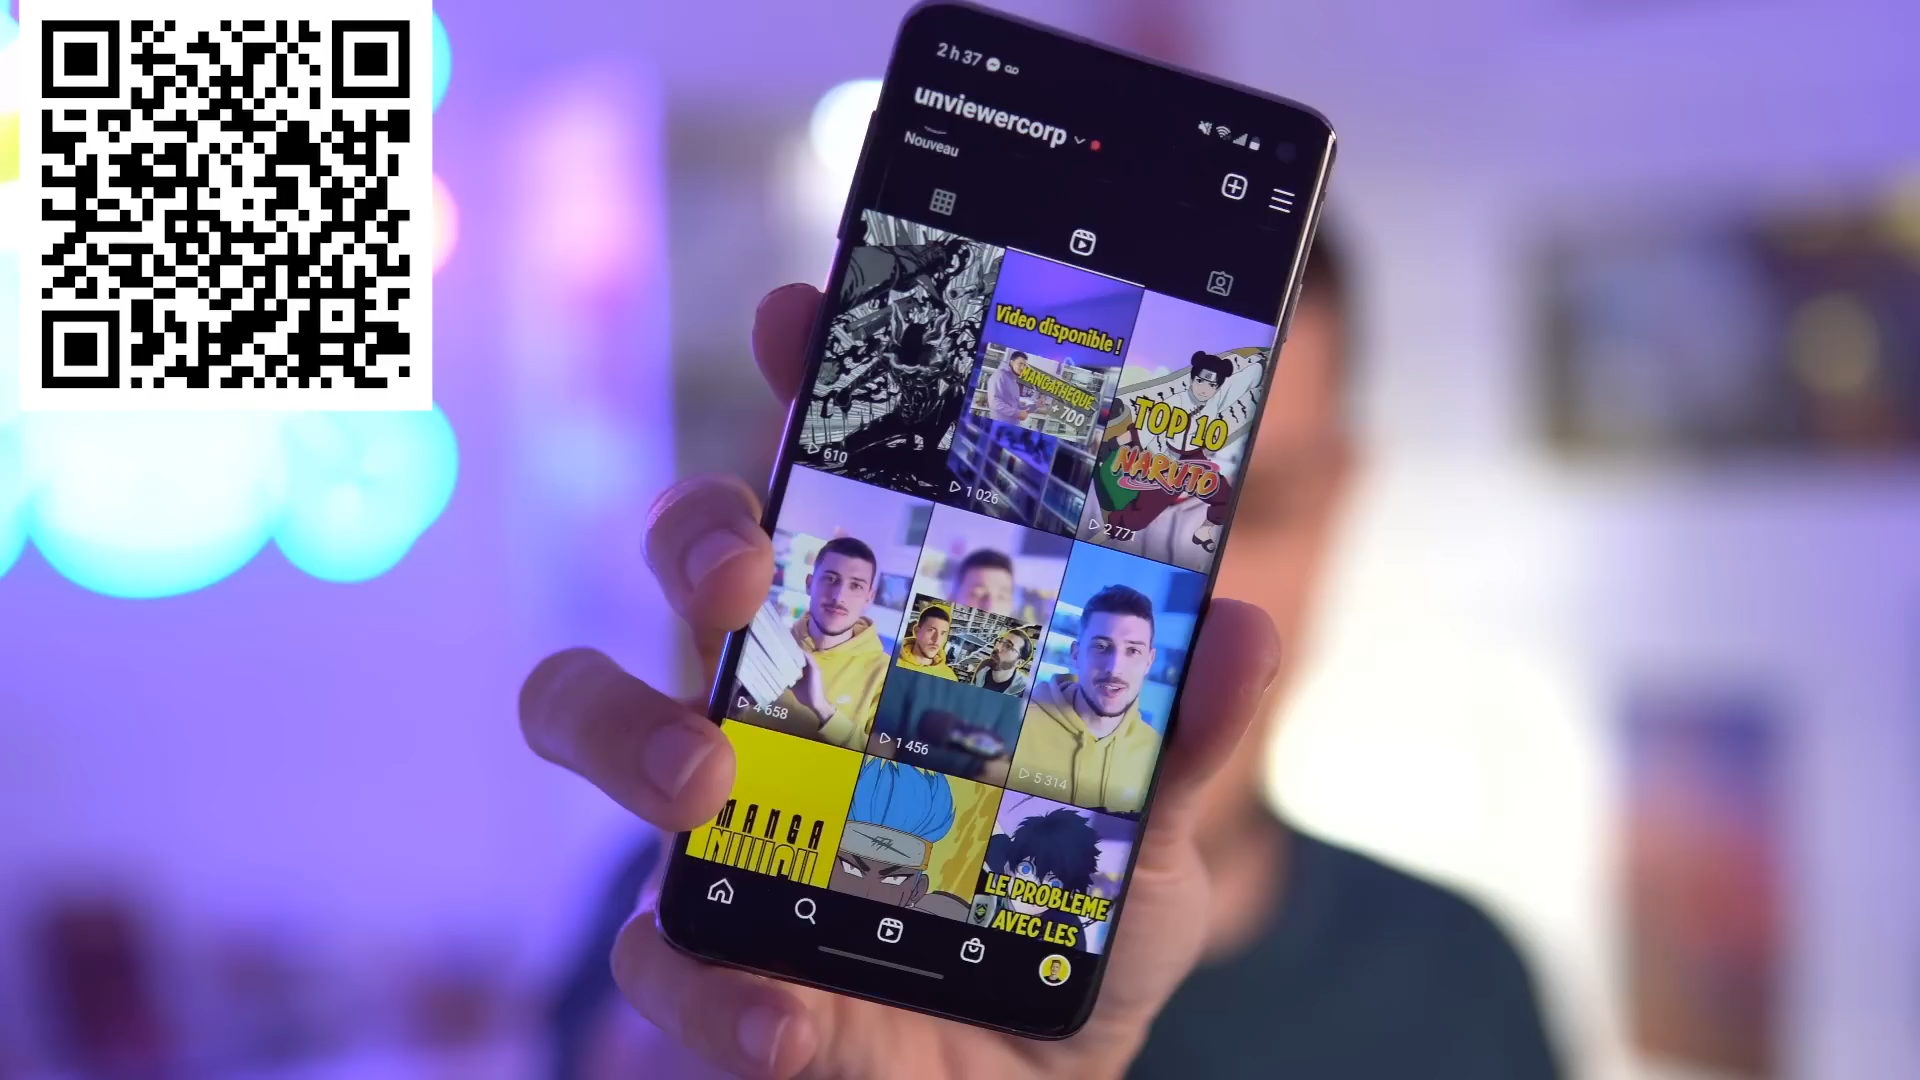 2 h 37
unviewercorp
Nouveau
610
Video disponible !
MANGATHEQUE
+ 700
1 026
TOP 10
NARUTO
2 771
4 658
1 456
5 314
MANGA
LE PROBLÈME
AVEC LES